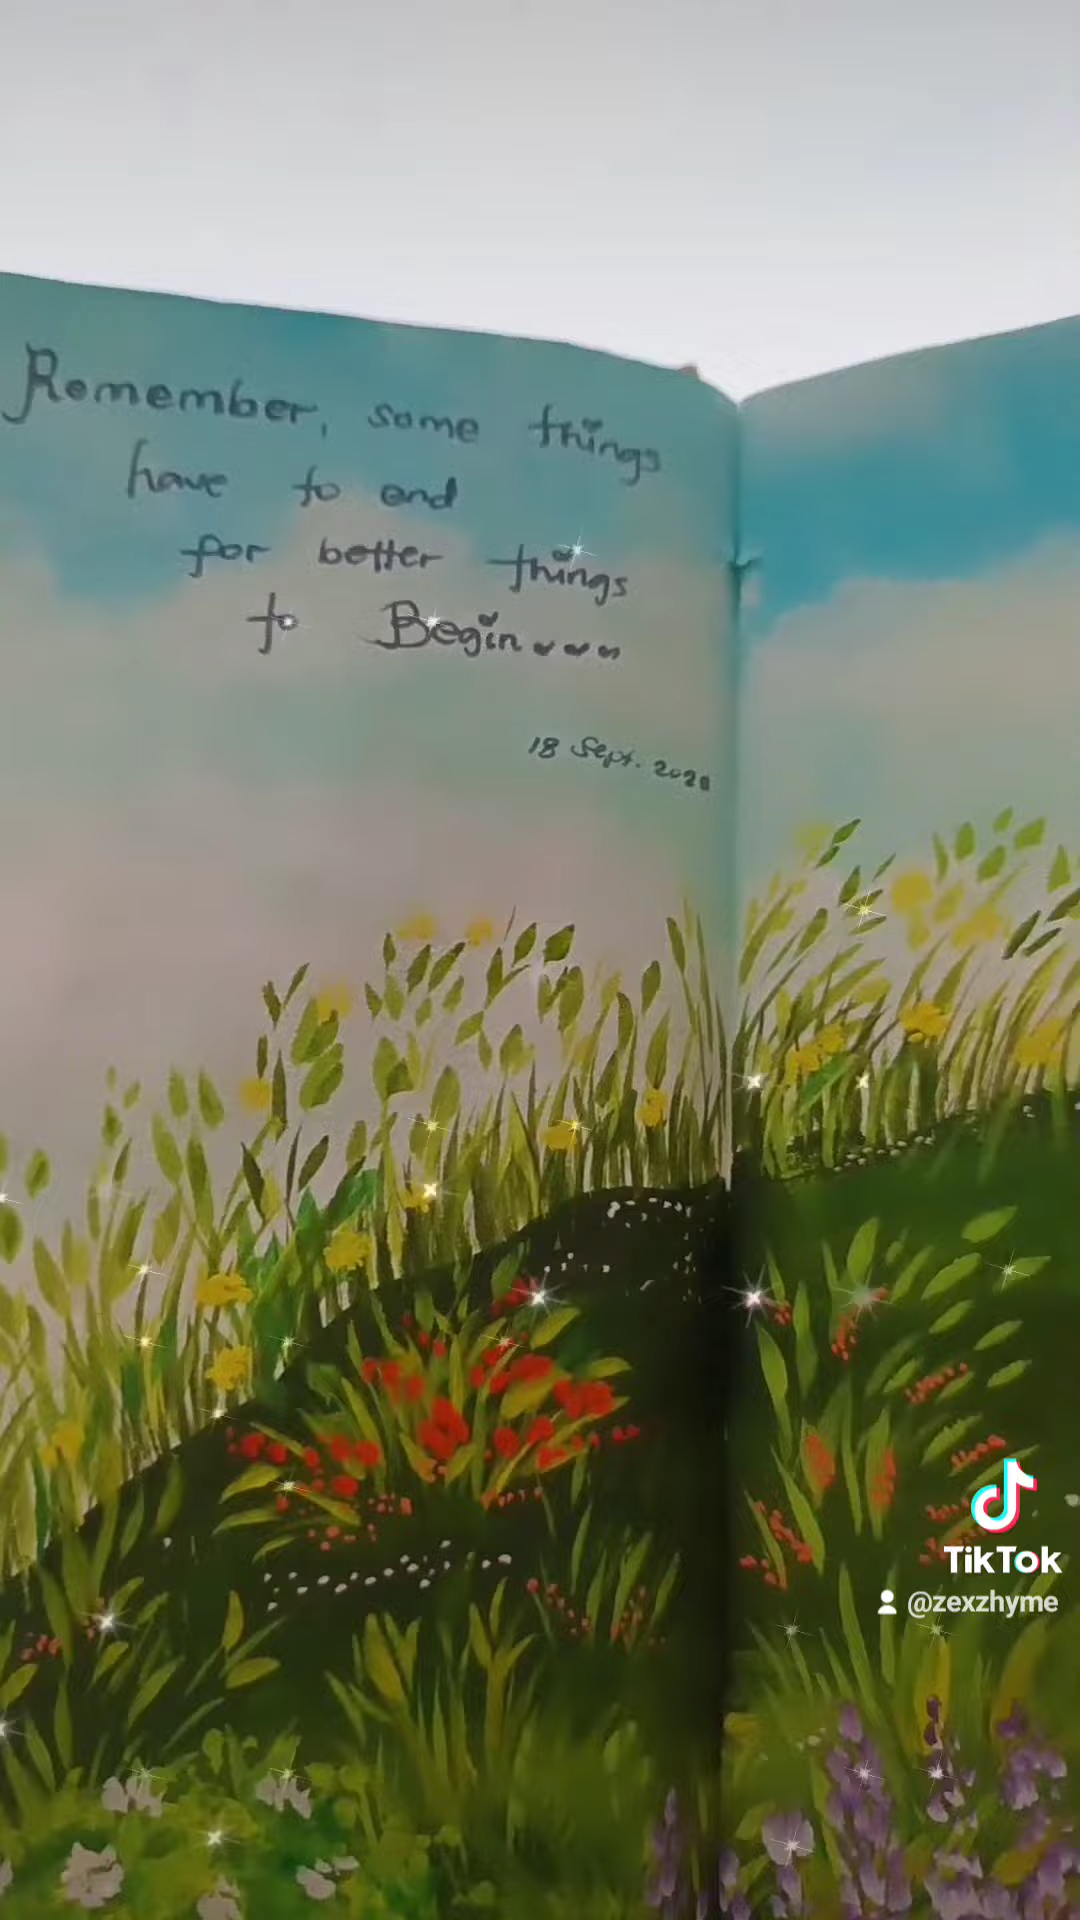 Remember, some things
have to end
for better things
to Begin...
18 Sept. 2020
TikTok
@zexzhyme